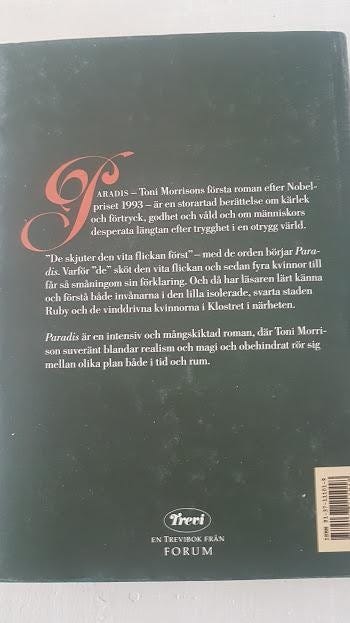 PARADIS – Toni Morrisons första roman efter Nobel-
priset 1993 – är en storartad berättelse om kärlek
och förtryck, godhet och våld och om människors
desperata längtan efter trygghet i en otrygg värld.
"De skjuter den vita flickan först" – med de orden börjar Para-
dis. Varför "de" sköt den vita flickan och sedan fyra kvinnor till
får så småningom sin förklaring. Och då har läsaren lärt känna
och förstå både invånarna i den lilla isolerade, svarta staden
Ruby och de vinddrivna kvinnorna i Klostret i närheten.
Paradis är en intensiv och mångskiktad roman, där Toni Morri-
son suveränt blandar realism och magi och obehindrat rör sig
mellan olika plan både i tid och rum.
Trevi
EN TREVIBOK FRÅN
FORUM